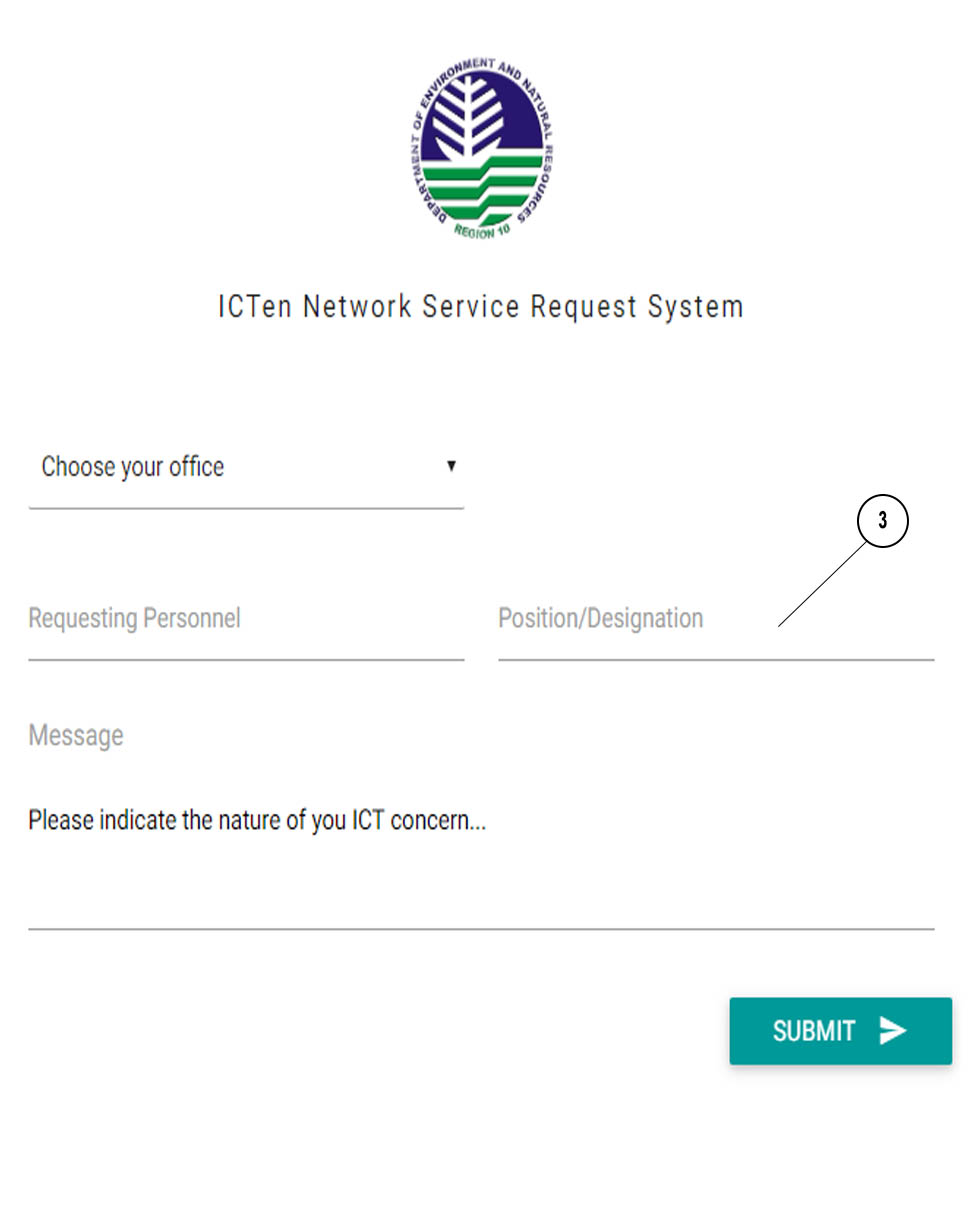 DEPARTMENT OF ENVIRONMENT AND NATURAL RESOURCES
REGION 10
ICTen Network Service Request System
Choose your office
3
Requesting Personnel
Position/Designation
Message
Please indicate the nature of you ICT concern...
SUBMIT